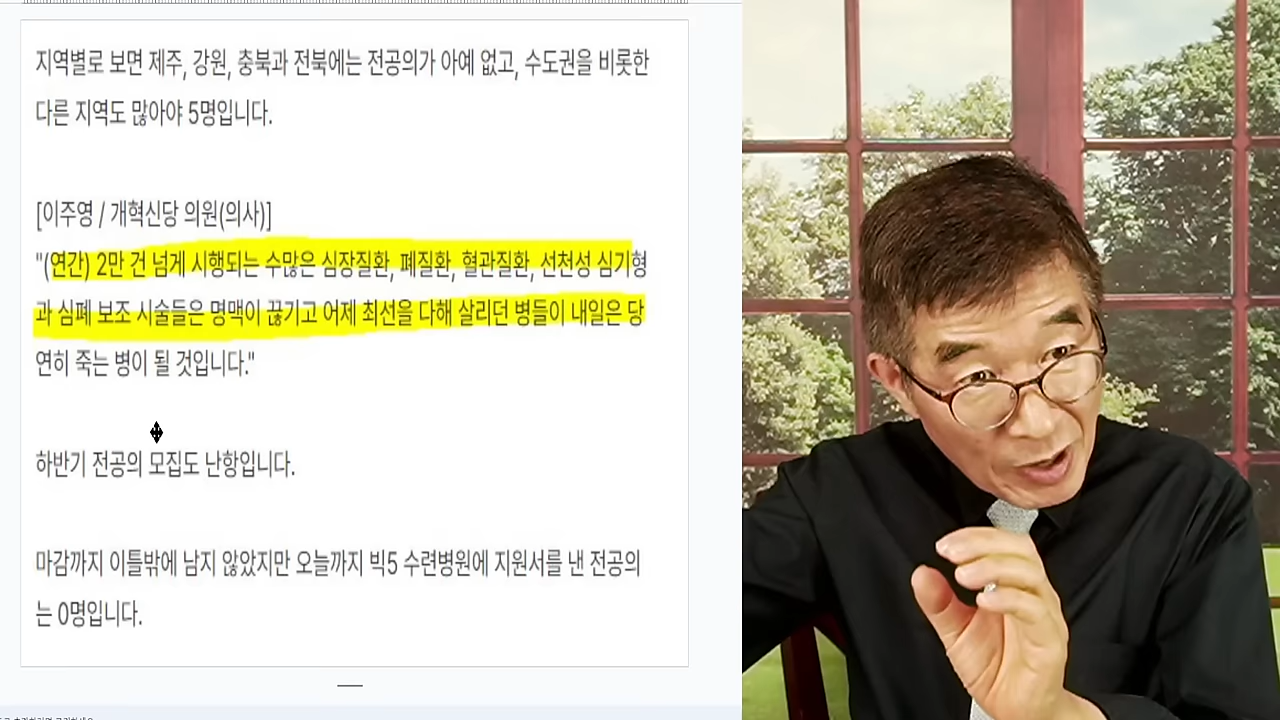 지역별로 보면 제주, 강원, 충북과 전북에는 전공의가 아예 없고, 수도권을 비롯한
다른 지역도 많아야 5명입니다.
[이주영 / 개혁신당 의원(의사)]
"(연간) 2만 건 넘게 시행되는 수많은 심장질환, 폐질환, 혈관질환, 선천성 심기형
과 심폐 보조 시술들은 명맥이 끊기고 어제 최선을 다해 살리던 병들이 내일은 당
연히 죽는 병이 될 것입니다."
하반기 전공의 모집도 난항입니다.
마감까지 이틀밖에 남지 않았지만 오늘까지 빅5 수련병원에 지원서를 낸 전공의
는 0명입니다.